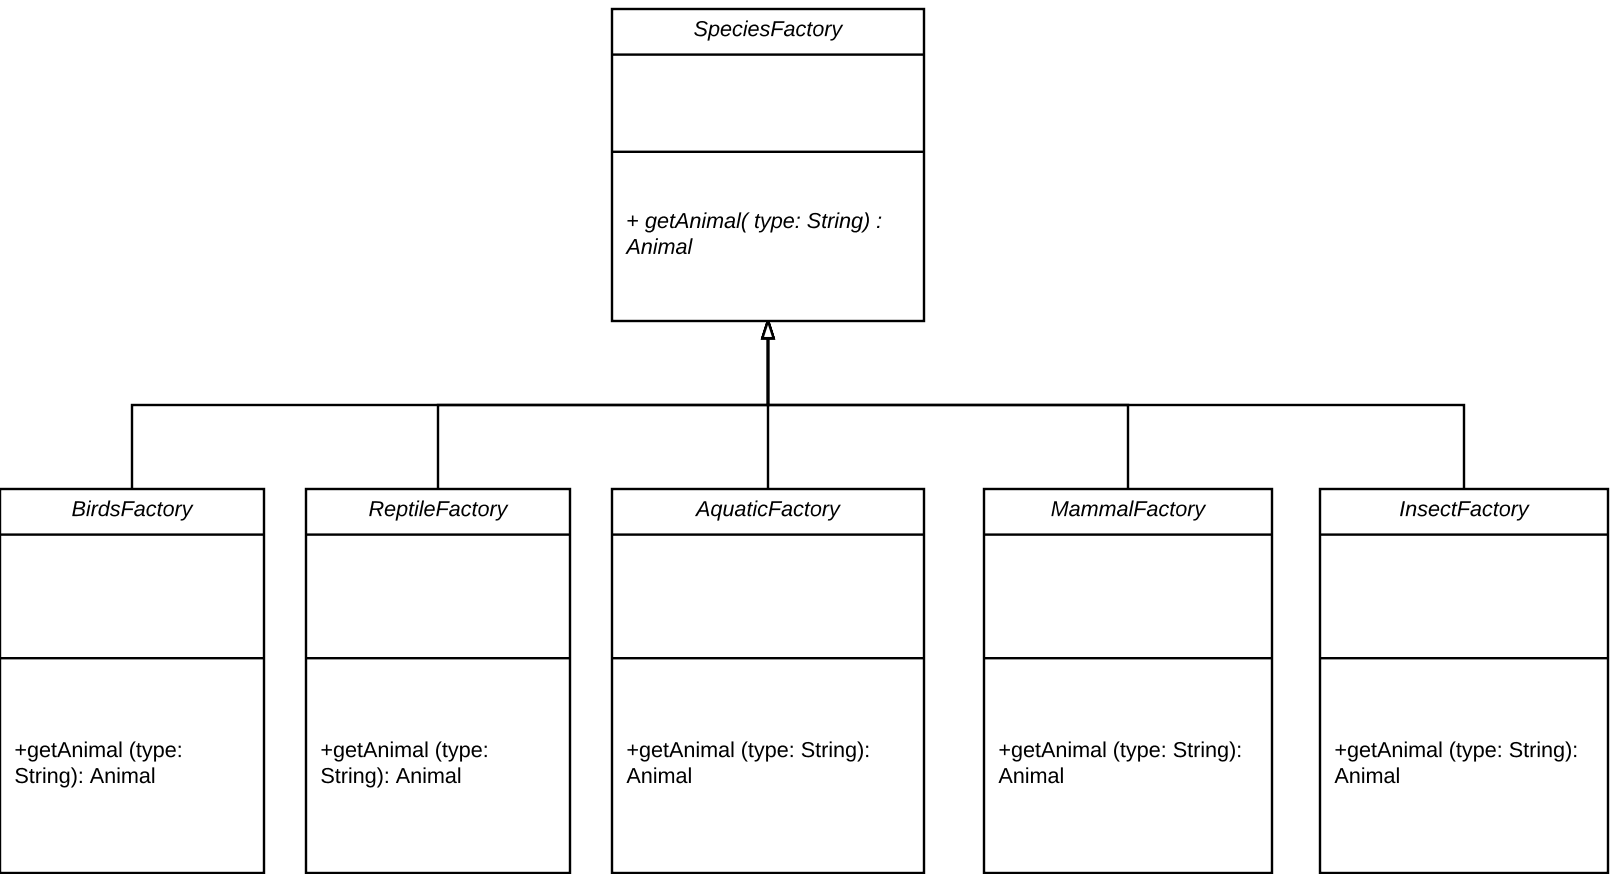 SpeciesFactory
+ getAnimal( type: String) :
Animal
BirdsFactory
ReptileFactory
AquaticFactory
MammalFactory
InsectFactory
+getAnimal (type:
String): Animal
+getAnimal (type:
String): Animal
+getAnimal (type: String):
Animal
+getAnimal (type: String):
Animal
+getAnimal (type: String):
Animal